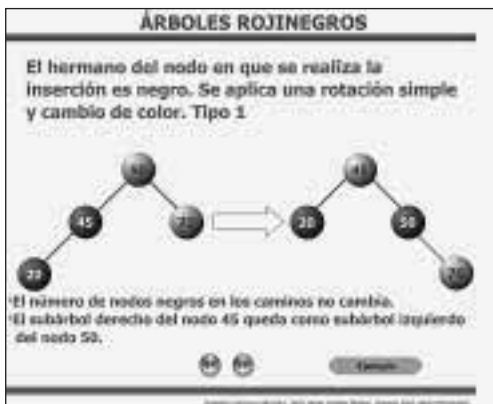 ÁRBOLES ROJINEGROS
El hermano del nodo en que se realiza la
inserción es negro. Se aplica una rotación simple
y cambio de color. Tipo 1
45
20
50
El número de nodos negros en los caminos no cambia.
El subárbol derecho del nodo 45 queda como subárbol izquierdo
del nodo 50.
Ejemplo